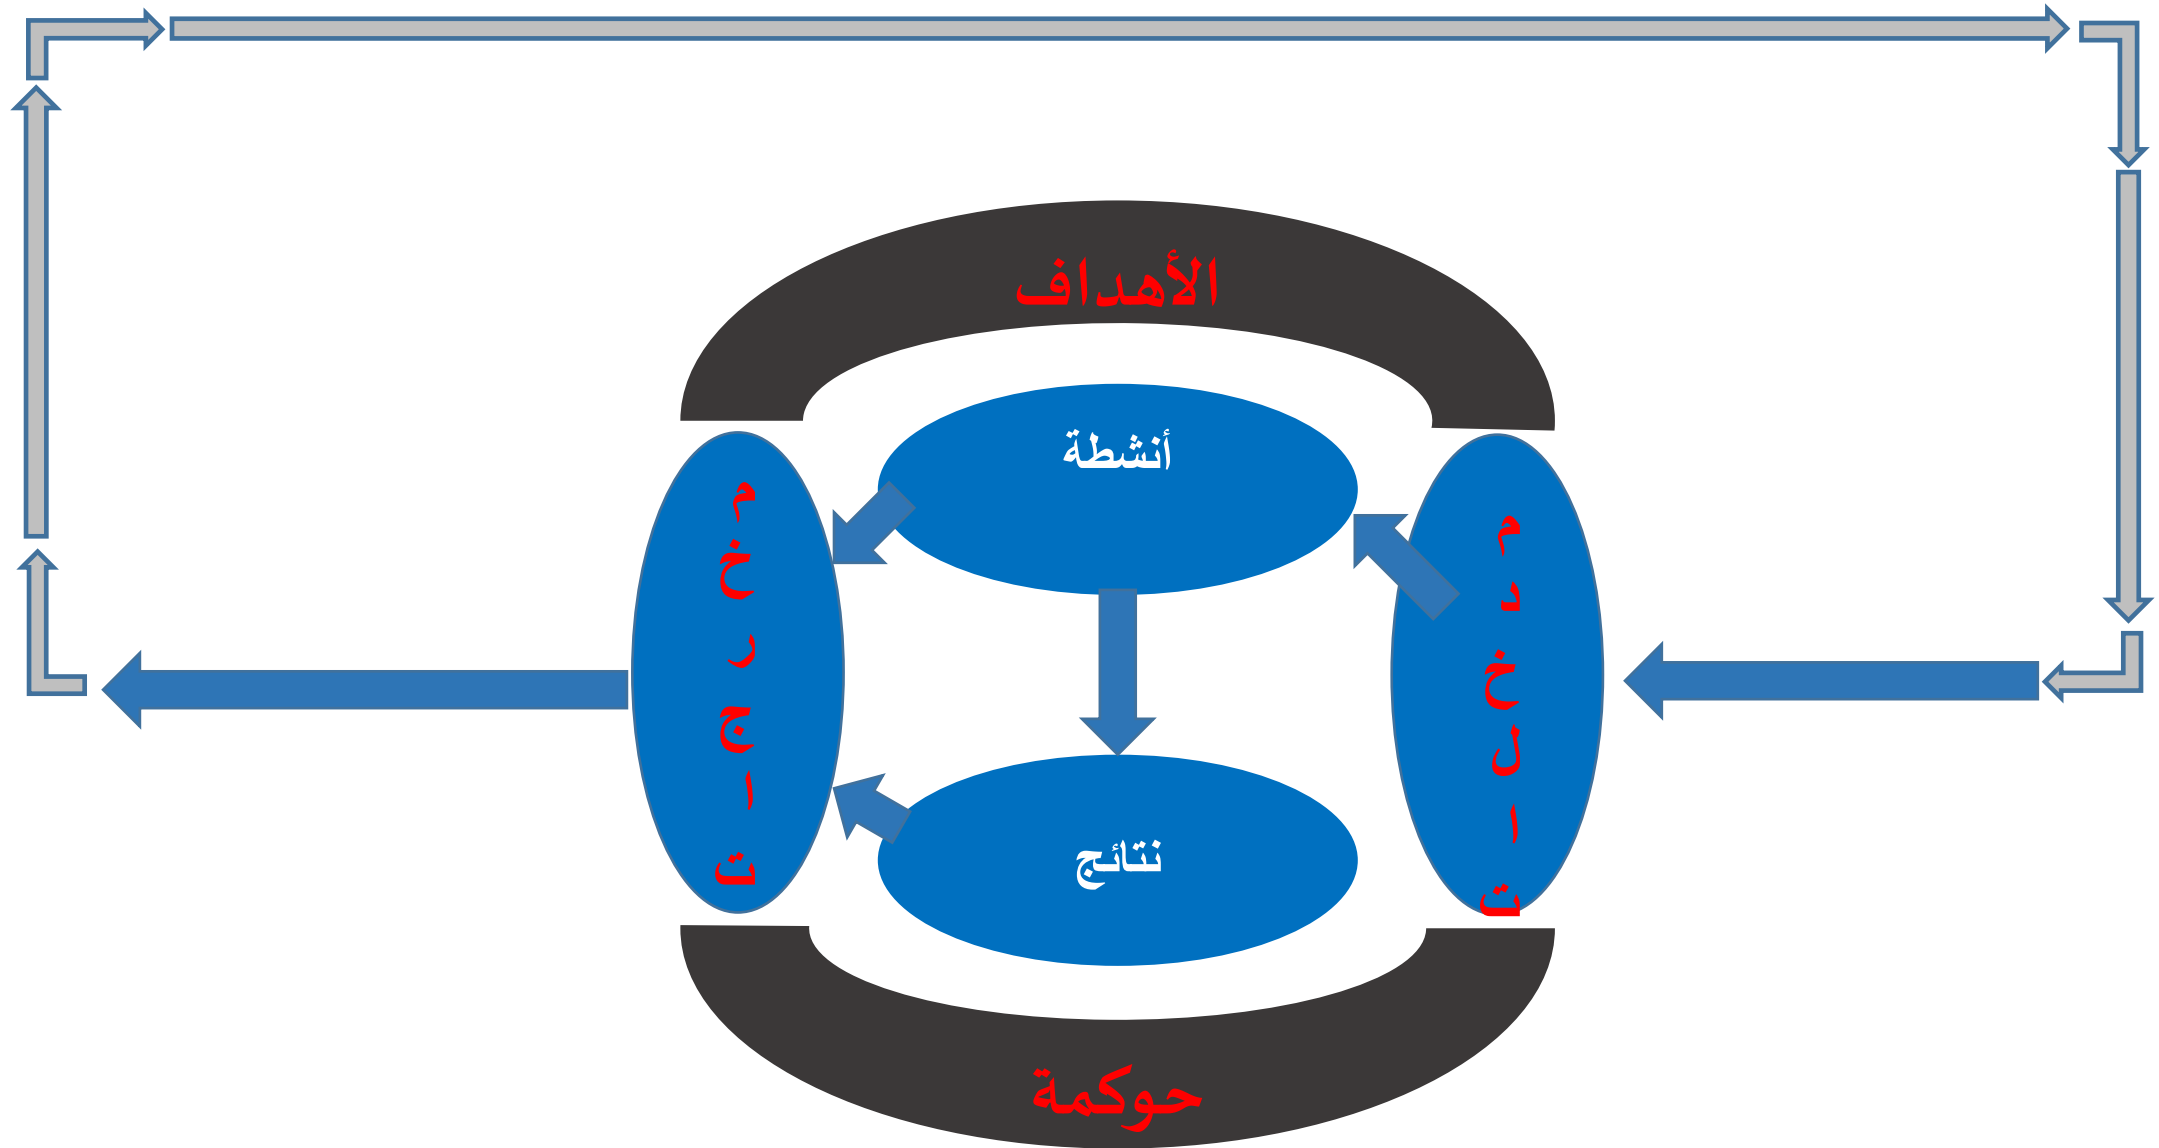 الأهداف
أنشطة
م
د
خ
ل
ا
ت
م
خ
ر
ج
ا
ت
نتائج
حوكمة